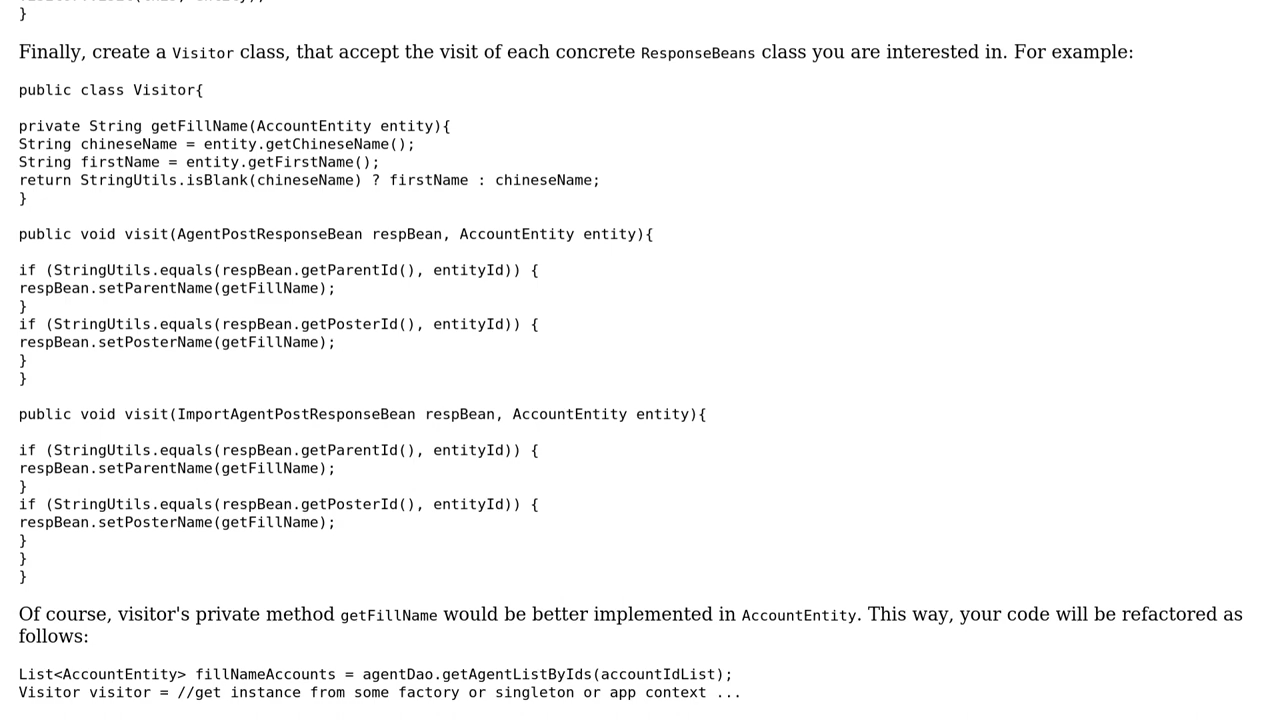 }
Finally, create a Visitor class, that accept the visit of each concrete ResponseBeans class you are interested in. For example:
public class Visitor{
private String getFillName(AccountEntity entity){
String chineseName = entity.getChineseName();
String firstName = entity.getFirstName();
return StringUtils.isBlank(chineseName) ? firstName : chineseName;
}
public void visit(AgentPostResponseBean respBean, AccountEntity entity){
if (StringUtils.equals(respBean.getParentId(), entityId)) {
respBean.setParentName(getFillName);
}
if (StringUtils.equals(respBean.getPosterId(), entityId)) {
respBean.setPosterName(getFillName);
}
}
public void visit(ImportAgentPostResponseBean respBean, AccountEntity entity){
if (StringUtils.equals(respBean.getParentId(), entityId)) {
respBean.setParentName(getFillName);
}
if (StringUtils.equals(respBean.getPosterId(), entityId)) {
respBean.setPosterName(getFillName);
}
}
}
Of course, visitor's private method getFillName would be better implemented in AccountEntity. This way, your code will be refactored as
follows:
List<AccountEntity> fillNameAccounts = agentDao.getAgentListByIds(accountIdList);
Visitor visitor = //get instance from some factory or singleton or app context ...